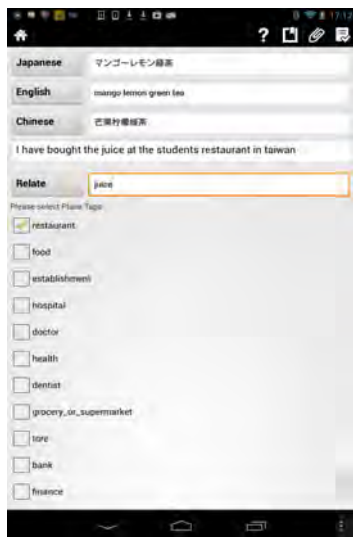 17:12
?
Japanese マンゴーレモン緑茶
English mango lemon green tea
Chinese 芒果柠檬绿茶
I have bought the juice at the students restaurant in taiwan
Relate juice
Please select Place Tags
restaurant
food
establishment
hospital
doctor
health
dentist
grocery_or_supermarket
tore
bank
finance